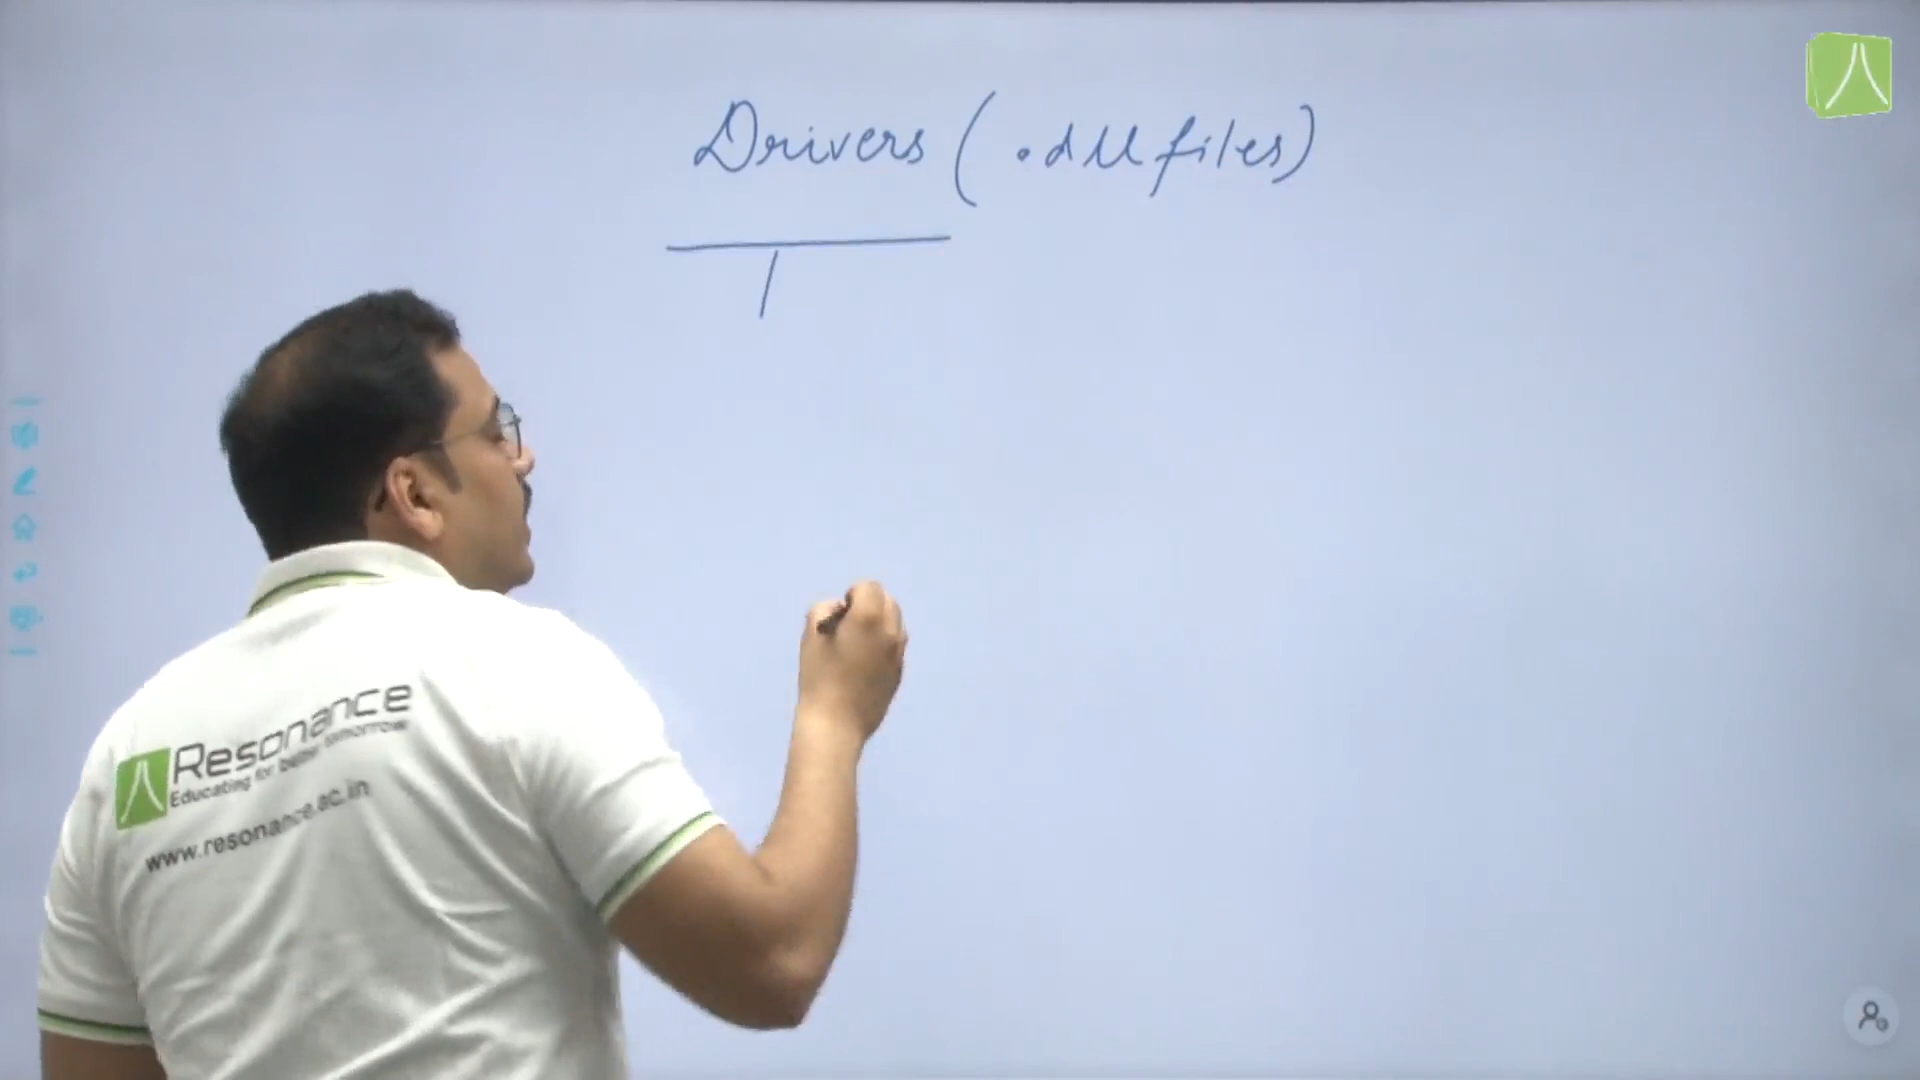 Drivers (.dll files)
Resonance
Educating for better tomorrow
www.resonance.ac.in